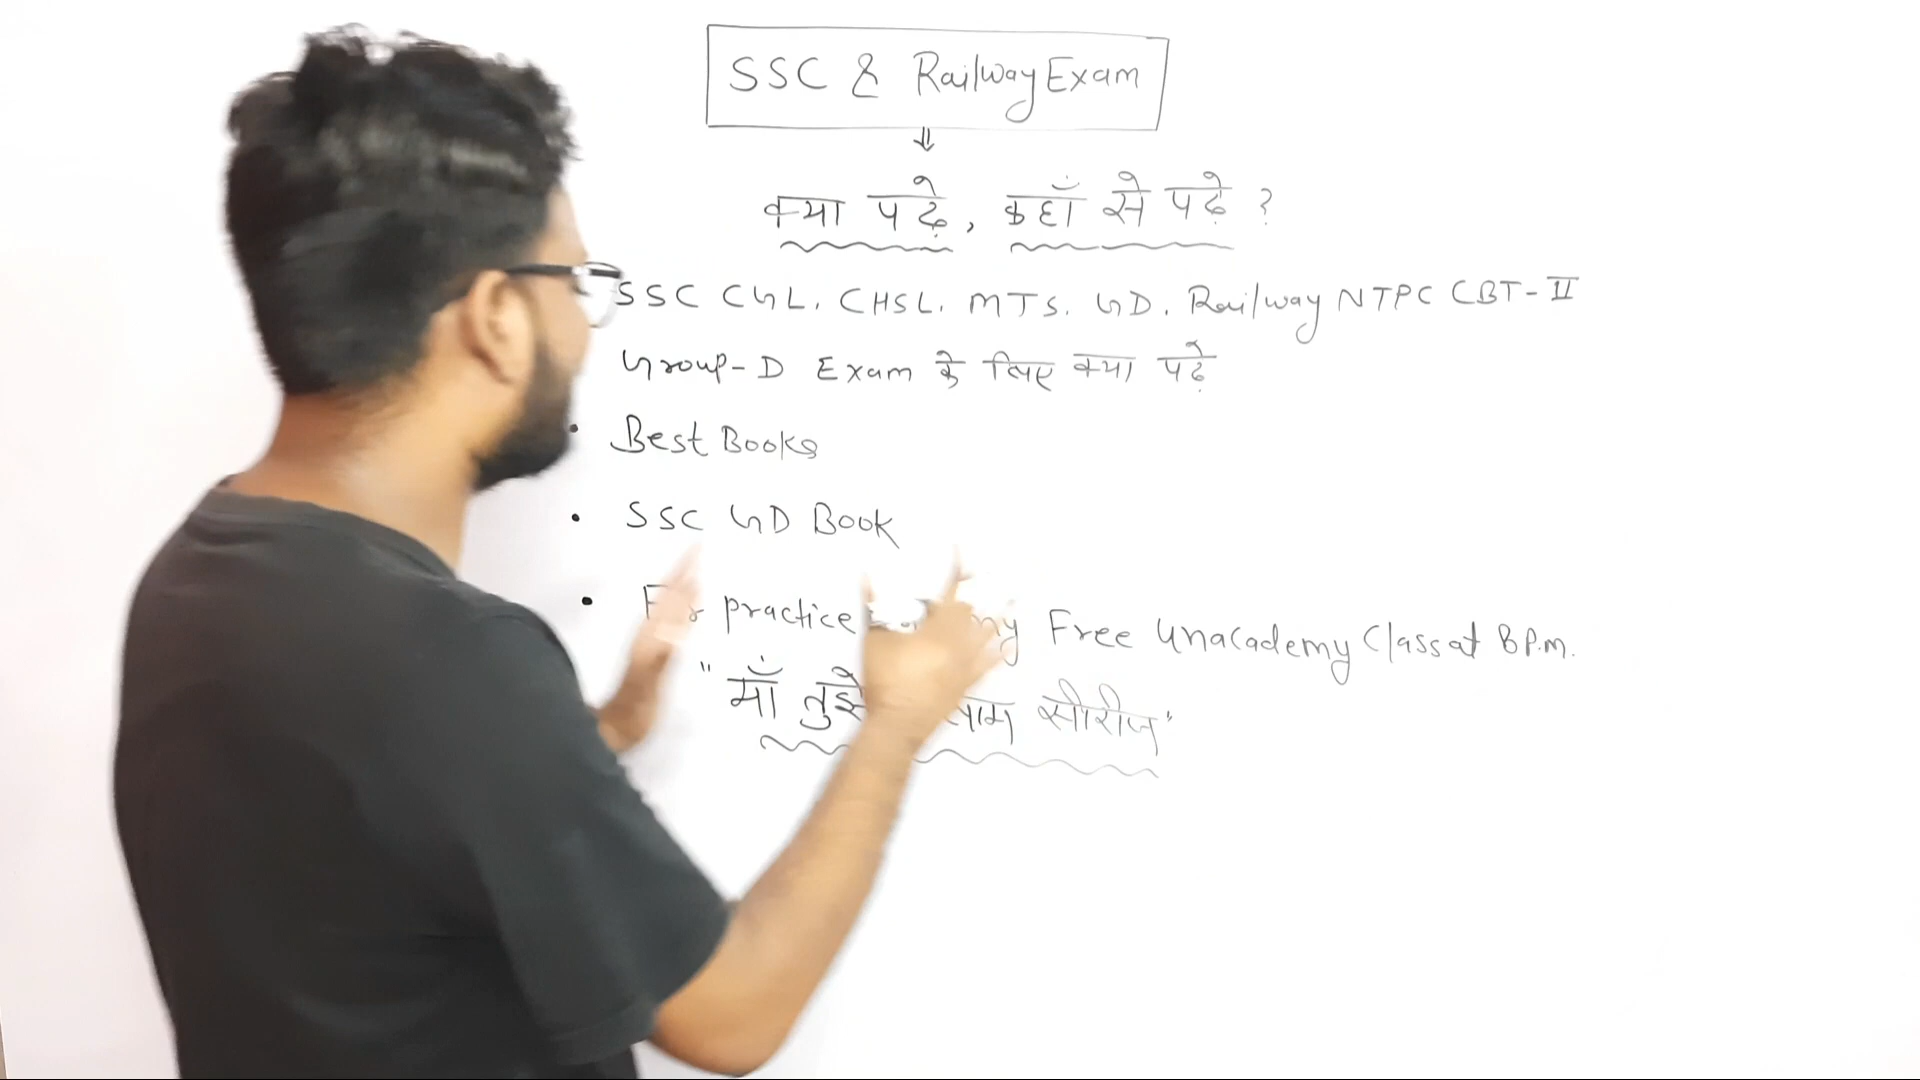 SSC & Railway Exam
⇓
क्या पढ़े, कहाँ से पढ़े ?
SSC CGL, CHSL, MTS, GD, Railway NTPC CBT-II
Group-D Exam के लिए क्या पढ़े
• Best Books
• SSC GD Book
• For practice my Free Unacademy Class at 8 P.m.
"माँ तुझे सीरीज"